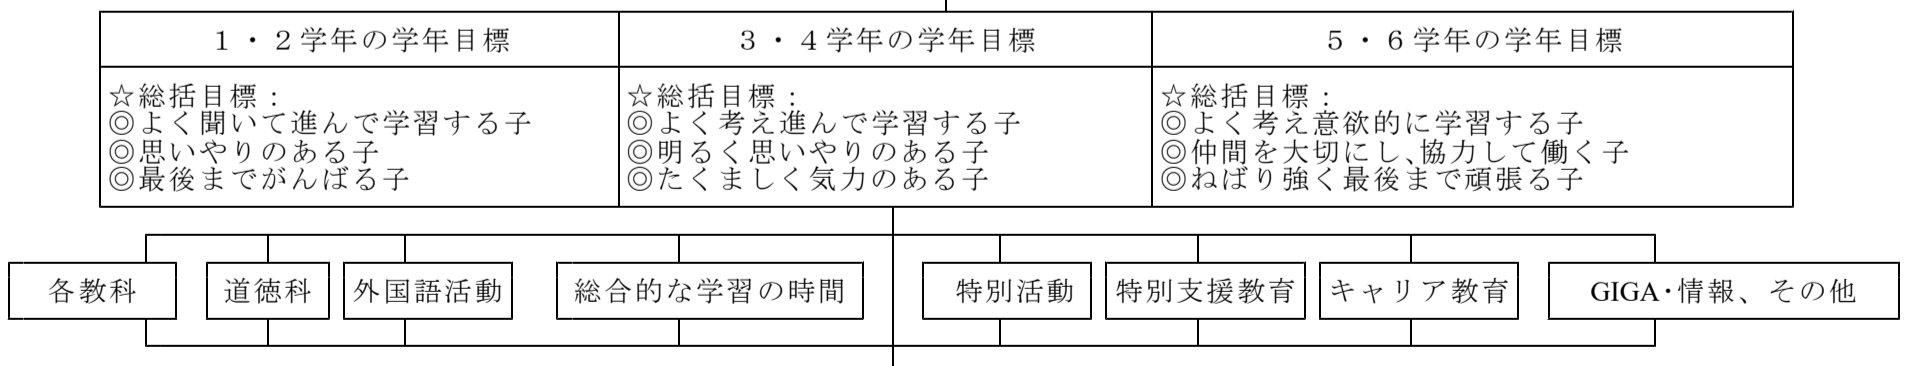 １・２学年の学年目標
３・４学年の学年目標
５・６学年の学年目標
☆総括目標：
◎よく聞いて進んで学習する子
◎思いやりのある子
◎最後までがんばる子
☆総括目標：
◎よく考え進んで学習する子
◎明るく思いやりのある子
◎たくましく気力のある子
☆総括目標：
◎よく考え意欲的に学習する子
◎仲間を大切にし、協力して働く子
◎ねばり強く最後まで頑張る子
各教科
道徳科
外国語活動
総合的な学習の時間
特別活動
特別支援教育
キャリア教育
GIGA･情報、その他